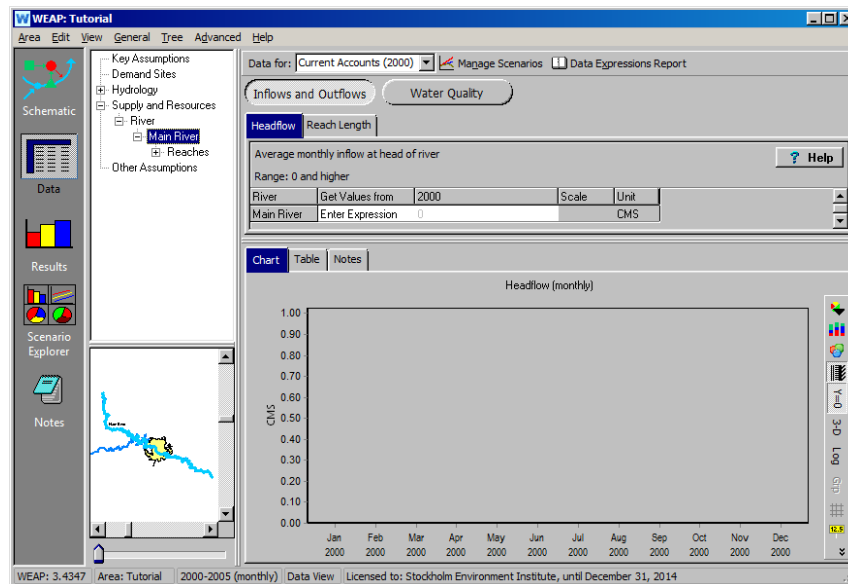 WEAP: Tutorial
Area Edit View General Tree Advanced Help
Schematic
Data
Results
Scenario
Explorer
Notes
Key Assumptions
Demand Sites
Hydrology
Supply and Resources
River
Main River
Reaches
Other Assumptions
Data for: Current Accounts (2000) Manage Scenarios Data Expressions Report
Inflows and Outflows Water Quality
Headflow Reach Length
Average monthly inflow at head of river
? Help
Range: 0 and higher
River Get Values from 2000 Scale Unit
Main River Enter Expression 0 CMS
Chart Table Notes
Headflow (monthly)
CMS
1.00
0.90
0.80
0.70
0.60
0.50
0.40
0.30
0.20
0.10
0.00
Jan Feb Mar Apr May Jun Jul Aug Sep Oct Nov Dec
2000 2000 2000 2000 2000 2000 2000 2000 2000 2000 2000 2000
Y=0
3-D
Log
Grp
12.5
WEAP: 3.4347 Area: Tutorial 2000-2005 (monthly) Data View Licensed to: Stockholm Environment Institute, until December 31, 2014